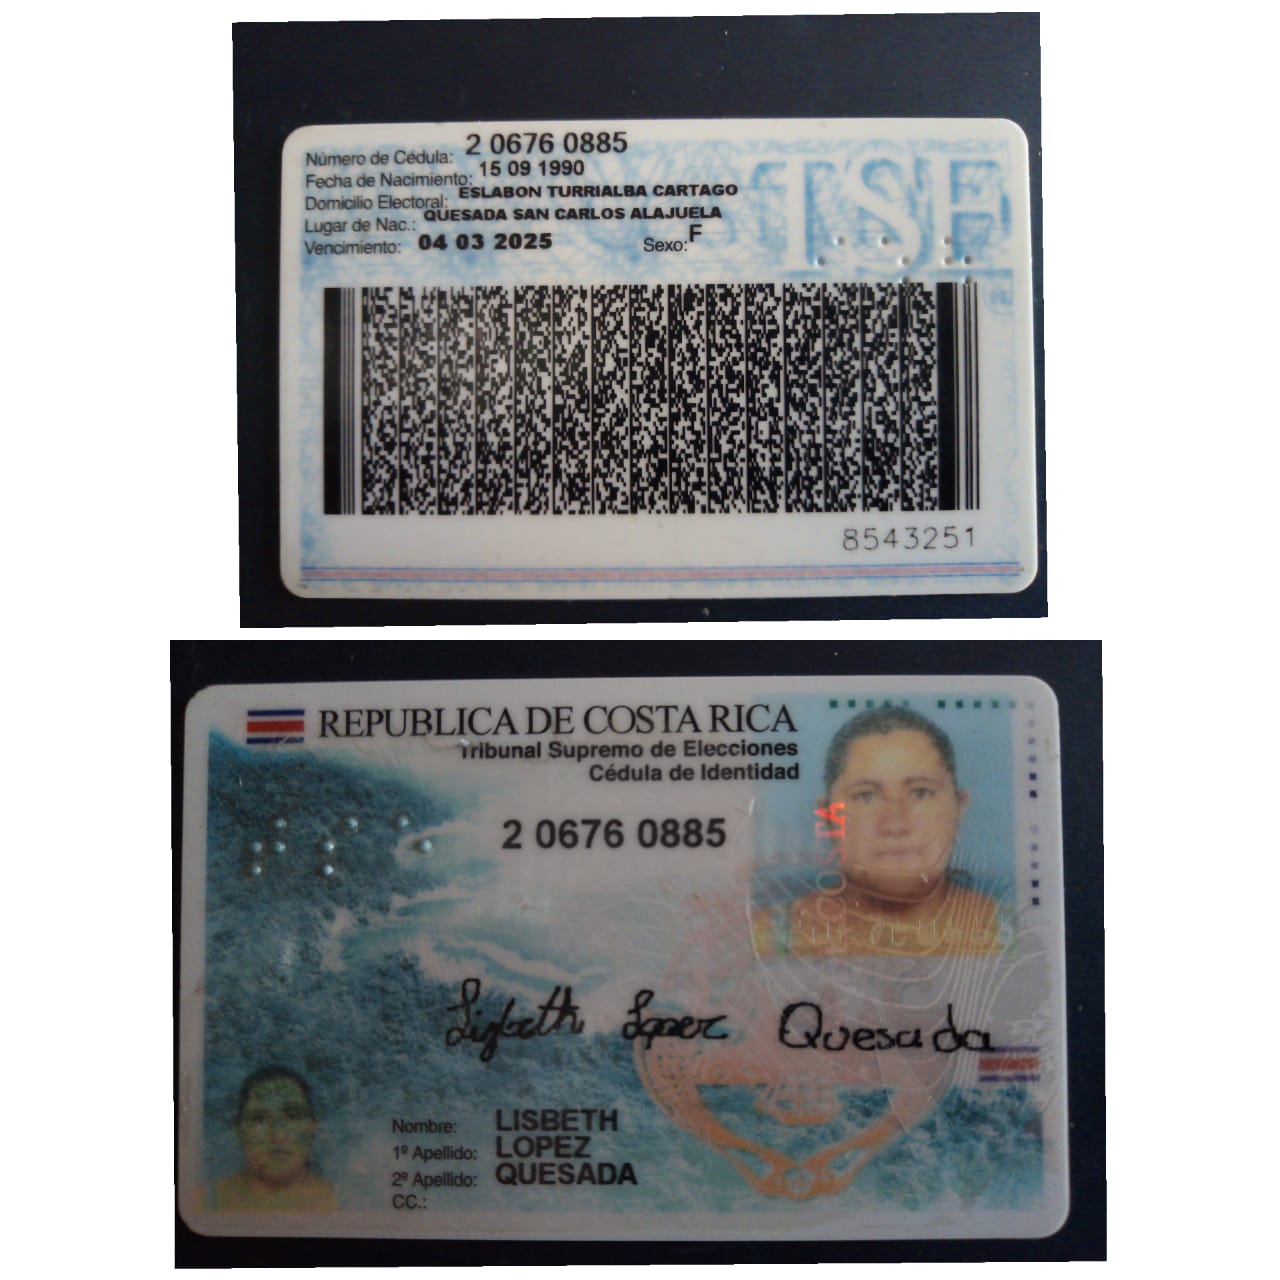 Número de Cédula: 2 0676 0885
Fecha de Nacimiento: 15 09 1990
Domicilio Electoral: ESLABON TURRIALBA CARTAGO
Lugar de Nac.: QUESADA SAN CARLOS ALAJUELA
Vencimiento: 04 03 2025 Sexo: F
TSE
8543251
REPUBLICA DE COSTA RICA
Tribunal Supremo de Elecciones
Cédula de Identidad
2 0676 0885
COSTA
Lisbeth Lopez Quesada
Nombre: LISBETH
1º Apellido: LOPEZ
2º Apellido: QUESADA
CC.: